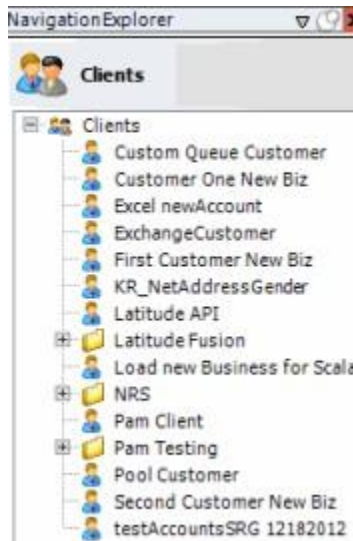 NavigationExplorer
Clients
Clients
Custom Queue Customer
Customer One New Biz
Excel newAccount
ExchangeCustomer
First Customer New Biz
KR_NetAddressGender
Latitude API
Latitude Fusion
Load new Business for Scala
NRS
Pam Client
Pam Testing
Pool Customer
Second Customer New Biz
testAccountsSRG 12182012